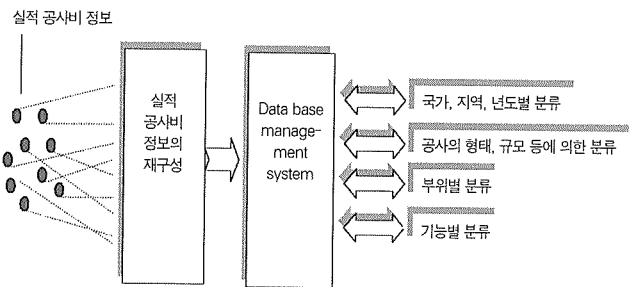 실적 공사비 정보
실적
공사비
정보의
재구성
Data base
manage-
ment
system
국가, 지역, 년도별 분류
공사의 형태, 규모 등에 의한 분류
부위별 분류
기능별 분류